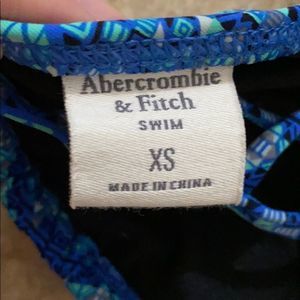 Abercrombie
& Fitch
SWIM
XS
MADE IN CHINA